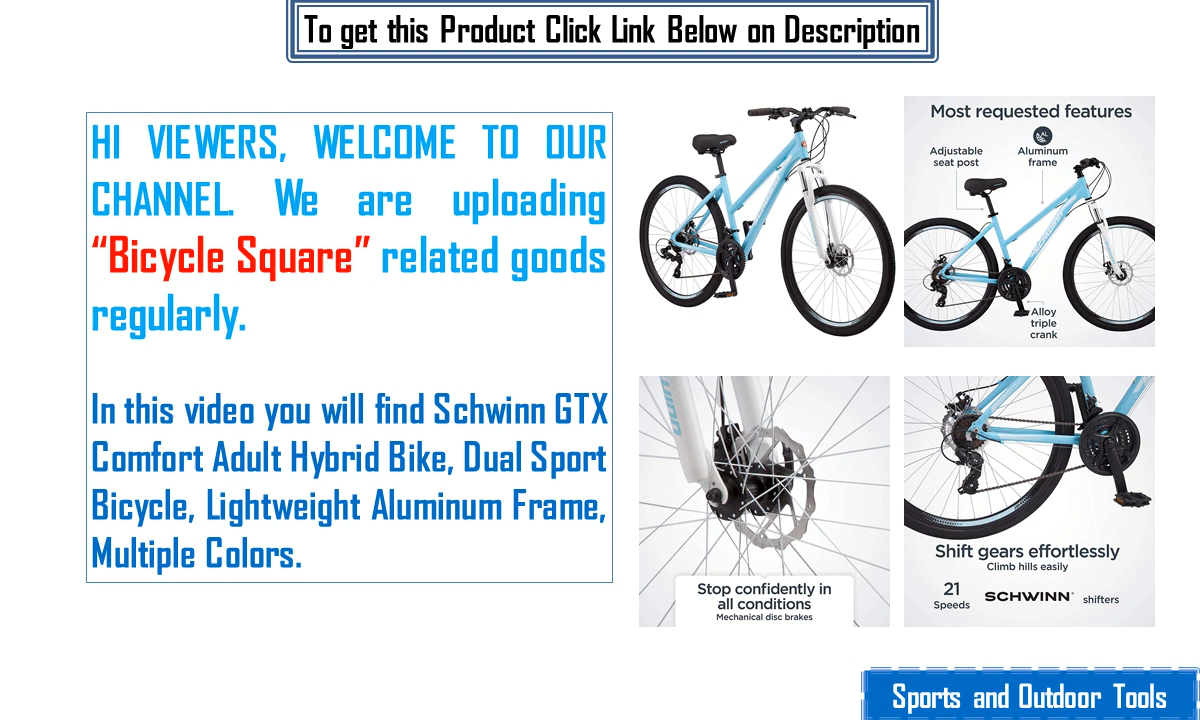 To get this Product Click Link Below on Description
HI VIEWERS, WELCOME TO OUR
CHANNEL. We are uploading
“Bicycle Square” related goods
regularly.
In this video you will find Schwinn GTX
Comfort Adult Hybrid Bike, Dual Sport
Bicycle, Lightweight Aluminum Frame,
Multiple Colors.
Most requested features
AL
Adjustable
seat post
Aluminum
frame
SCHWINN
Alloy
triple
crank
Stop confidently in
all conditions
Mechanical disc brakes
Shift gears effortlessly
Climb hills easily
21
Speeds
SCHWINN® shifters
Sports and Outdoor Tools